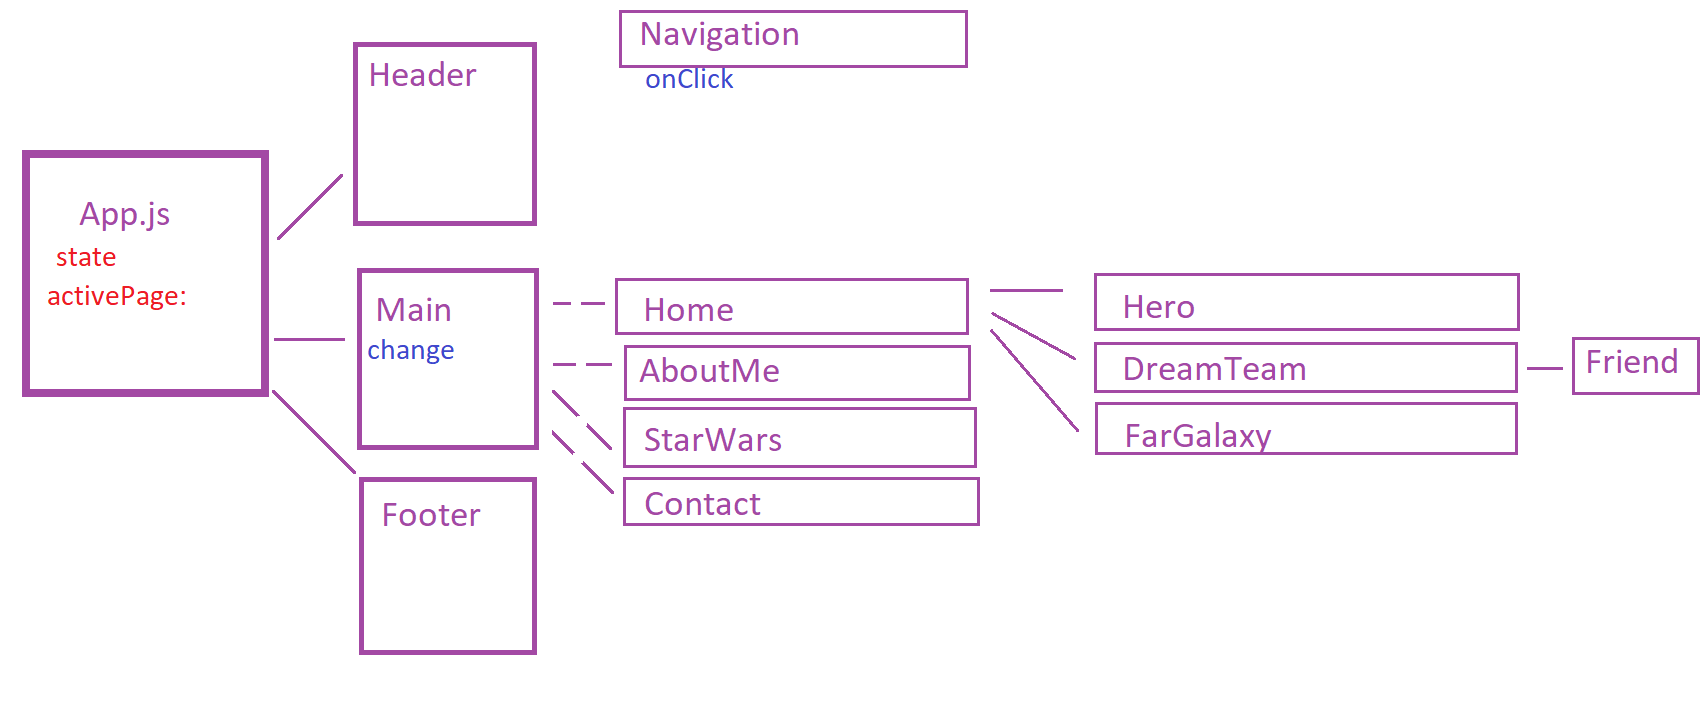 Navigation
onClick
Header
App.js
state
activePage:
Main
change
Home
AboutMe
StarWars
Contact
Hero
DreamTeam
FarGalaxy
Friend
Footer